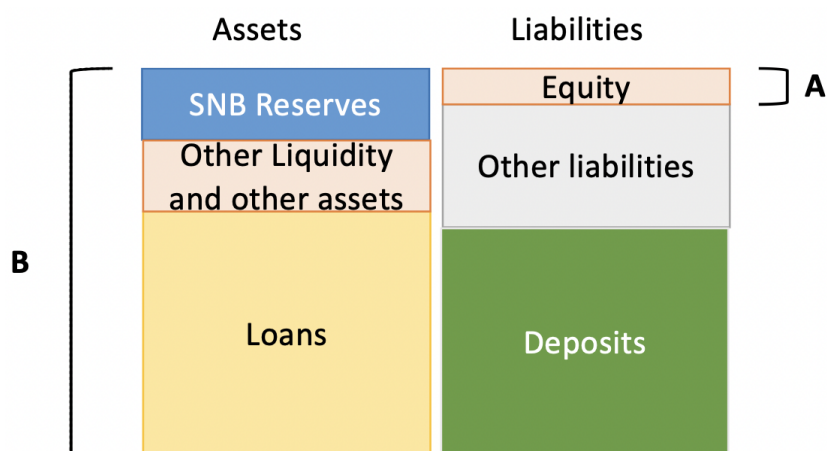 Assets
Liabilities
SNB Reserves
Equity
A
Other Liquidity
and other assets
Other liabilities
B
Loans
Deposits